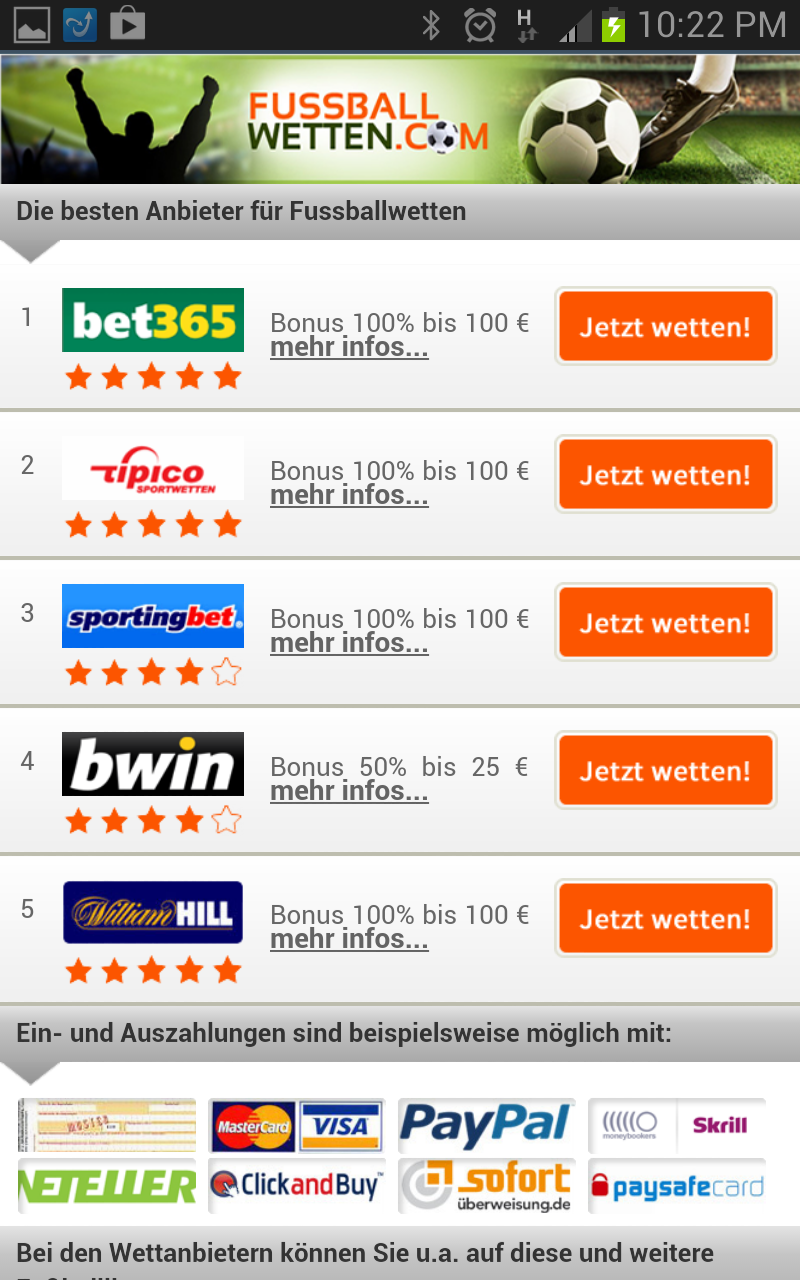 H 10:22 PM
FUSSBALL
WETTEN.COM
Die besten Anbieter für Fussballwetten
1
bet365
Bonus 100% bis 100 €
mehr infos...
Jetzt wetten!
2
tipico
SPORTWETTEN
Bonus 100% bis 100 €
mehr infos...
Jetzt wetten!
3
sportingbet.
Bonus 100% bis 100 €
mehr infos...
Jetzt wetten!
4
bwin
Bonus 50% bis 25 €
mehr infos...
Jetzt wetten!
5
William HILL
Bonus 100% bis 100 €
mehr infos...
Jetzt wetten!
Ein- und Auszahlungen sind beispielsweise möglich mit:
MUSTER
MasterCard VISA
PayPal
moneybookers
Skrill
NETELLER
ClickandBuy™
sofort
überweisung.de
paysafecard
Bei den Wettanbietern können Sie u.a. auf diese und weitere